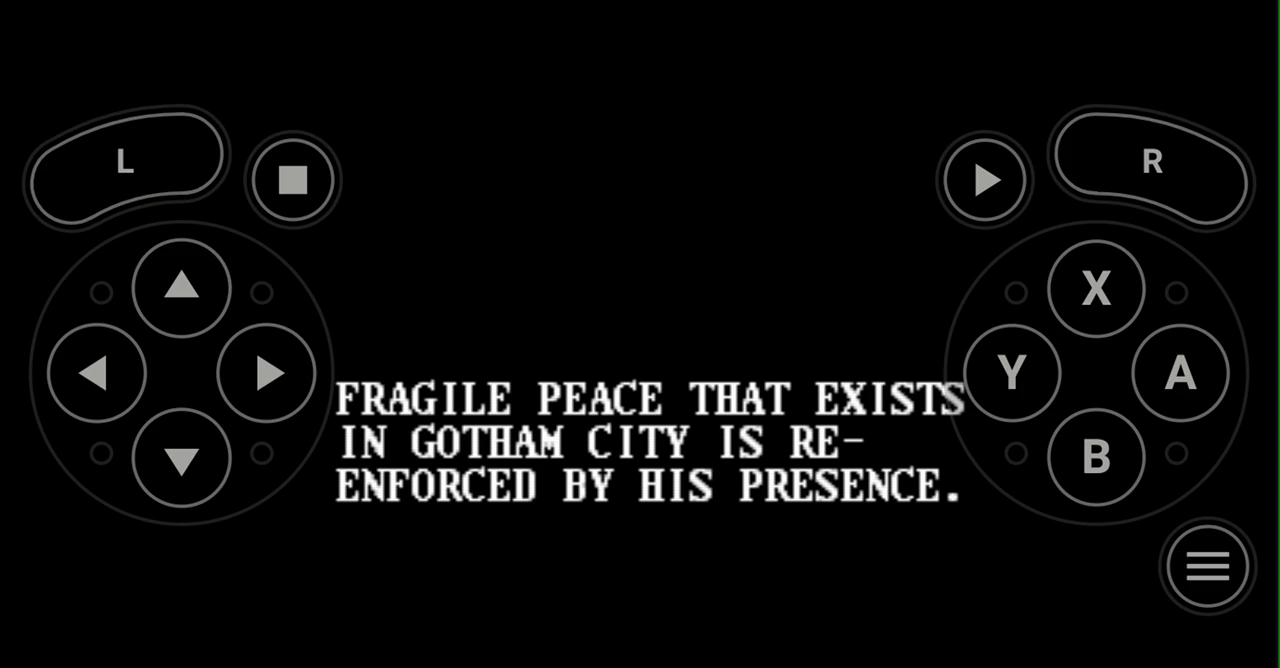 L
R
X
Y
A
B
FRAGILE PEACE THAT EXISTS
IN GOTHAM CITY IS RE-
ENFORCED BY HIS PRESENCE.